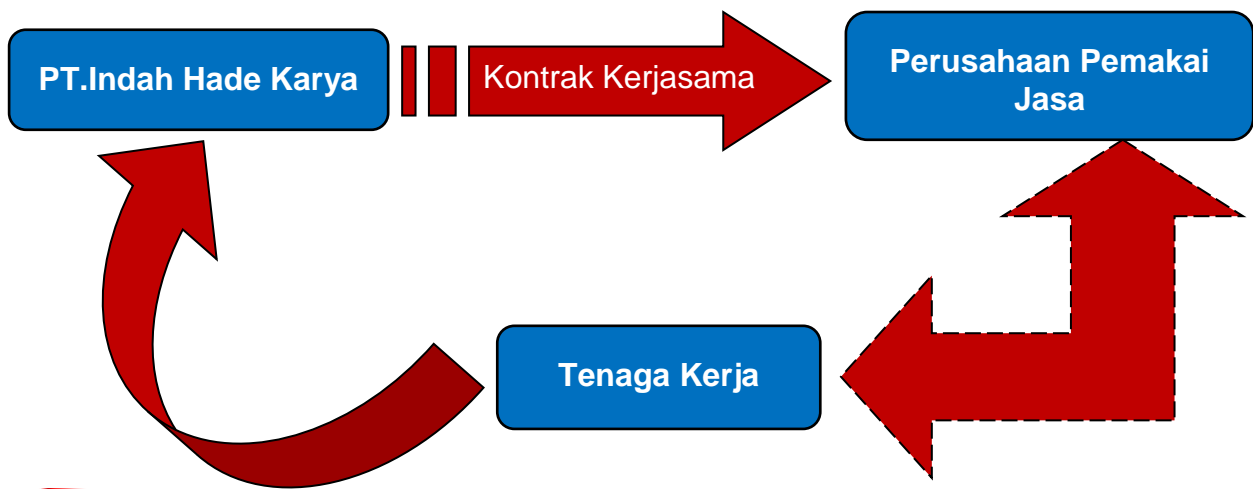 PT.Indah Hade Karya
Kontrak Kerjasama
Perusahaan Pemakai
Jasa
Tenaga Kerja